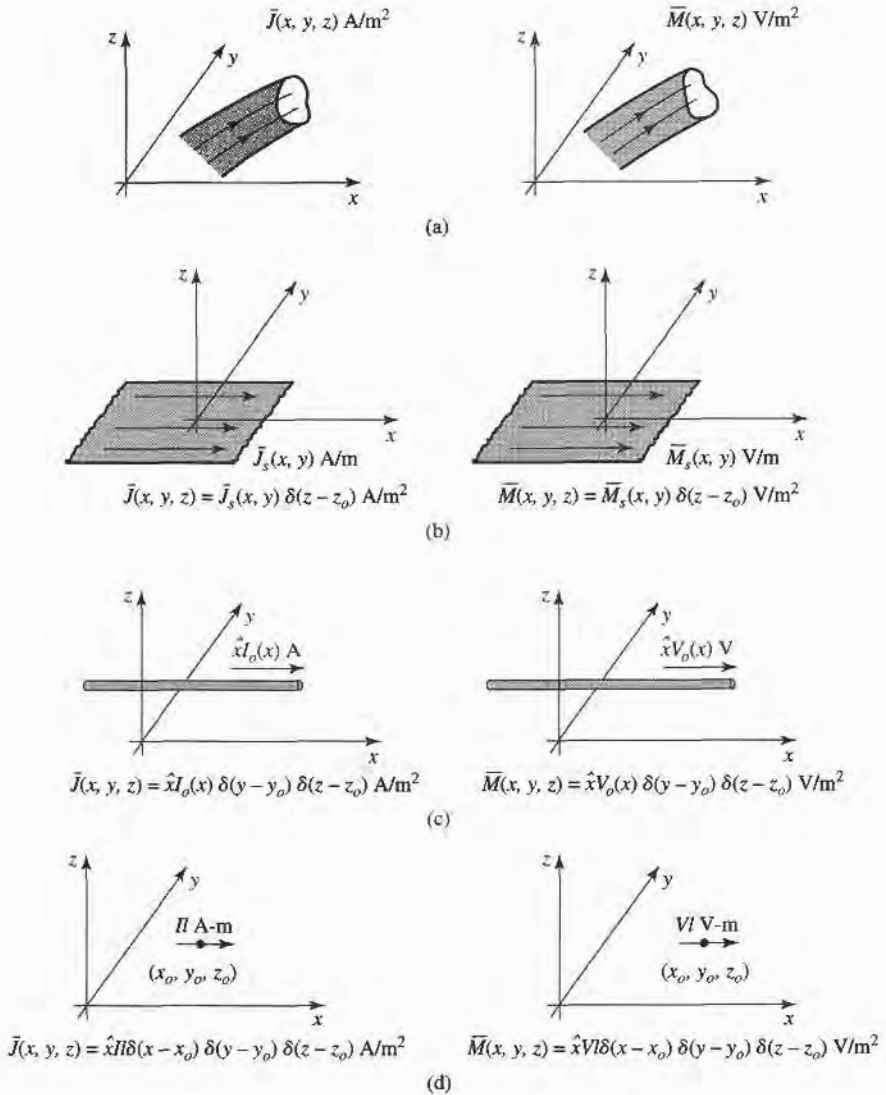 J̄(x, y, z) A/m² M̄(x, y, z) V/m²
z y x z y x
(a)
z y x z y x
J̄ₛ(x, y) A/m M̄ₛ(x, y) V/m
J̄(x, y, z) = J̄ₛ(x, y) δ(z – zₒ) A/m² M̄(x, y, z) = M̄ₛ(x, y) δ(z – zₒ) V/m²
(b)
z y z y
x̂Iₒ(x) A x̂Vₒ(x) V
x x
J̄(x, y, z) = x̂Iₒ(x) δ(y – yₒ) δ(z – zₒ) A/m² M̄(x, y, z) = x̂Vₒ(x) δ(y – yₒ) δ(z – zₒ) V/m²
(c)
z y z y
Il A-m Vl V-m
(xₒ, yₒ, zₒ) (xₒ, yₒ, zₒ)
x x
J̄(x, y, z) = x̂Ilδ(x – xₒ) δ(y – yₒ) δ(z – zₒ) A/m² M̄(x, y, z) = x̂Vlδ(x – xₒ) δ(y – yₒ) δ(z – zₒ) V/m²
(d)